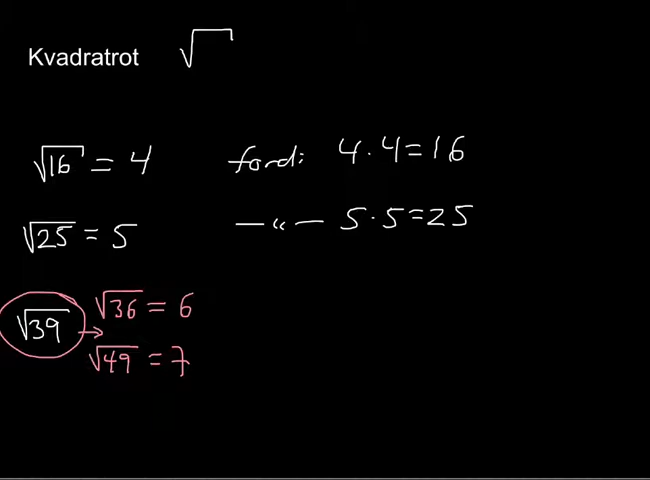 Kvadratrot √
√16 = 4 fordi 4·4=16
√25 = 5 —"— 5·5=25
√36 = 6
√39 →
√49 = 7